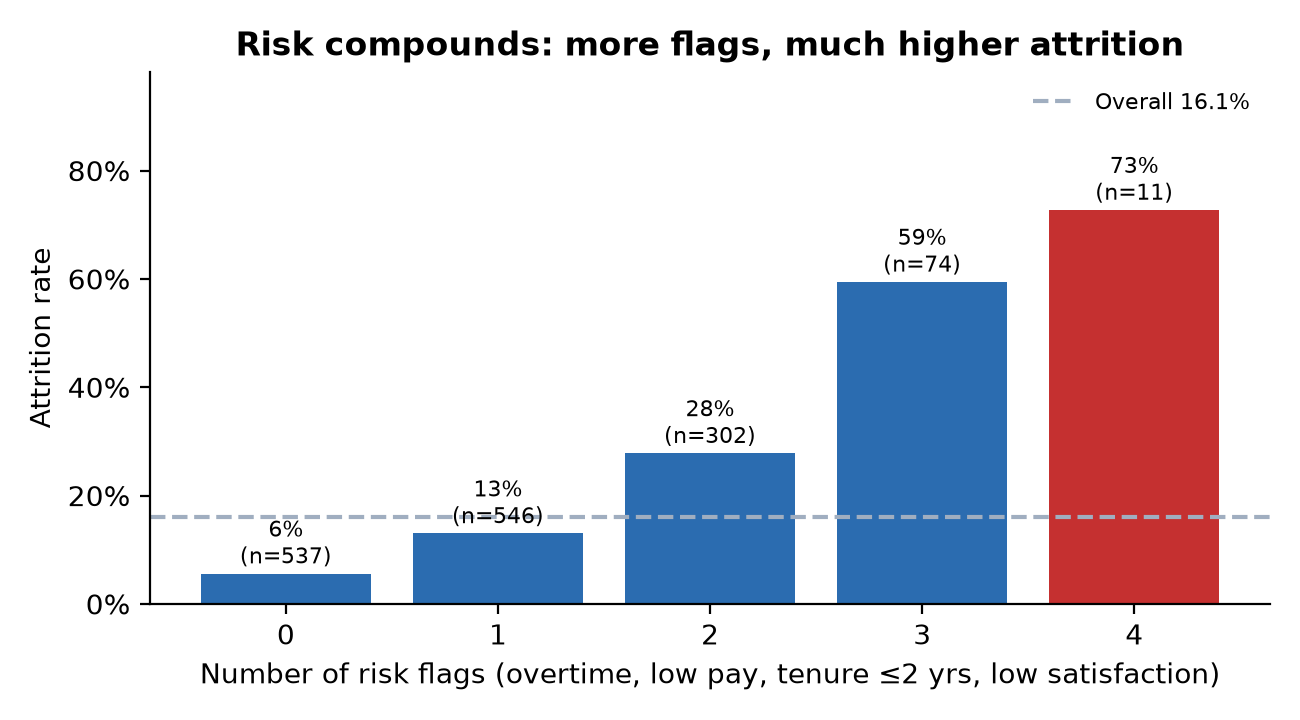 Risk compounds: more flags, much higher attrition
Overall 16.1%
Attrition rate
80%
60%
40%
20%
0%
6%
(n=537)
13%
(n=546)
28%
(n=302)
59%
(n=74)
73%
(n=11)
0
1
2
3
4
Number of risk flags (overtime, low pay, tenure ≤2 yrs, low satisfaction)